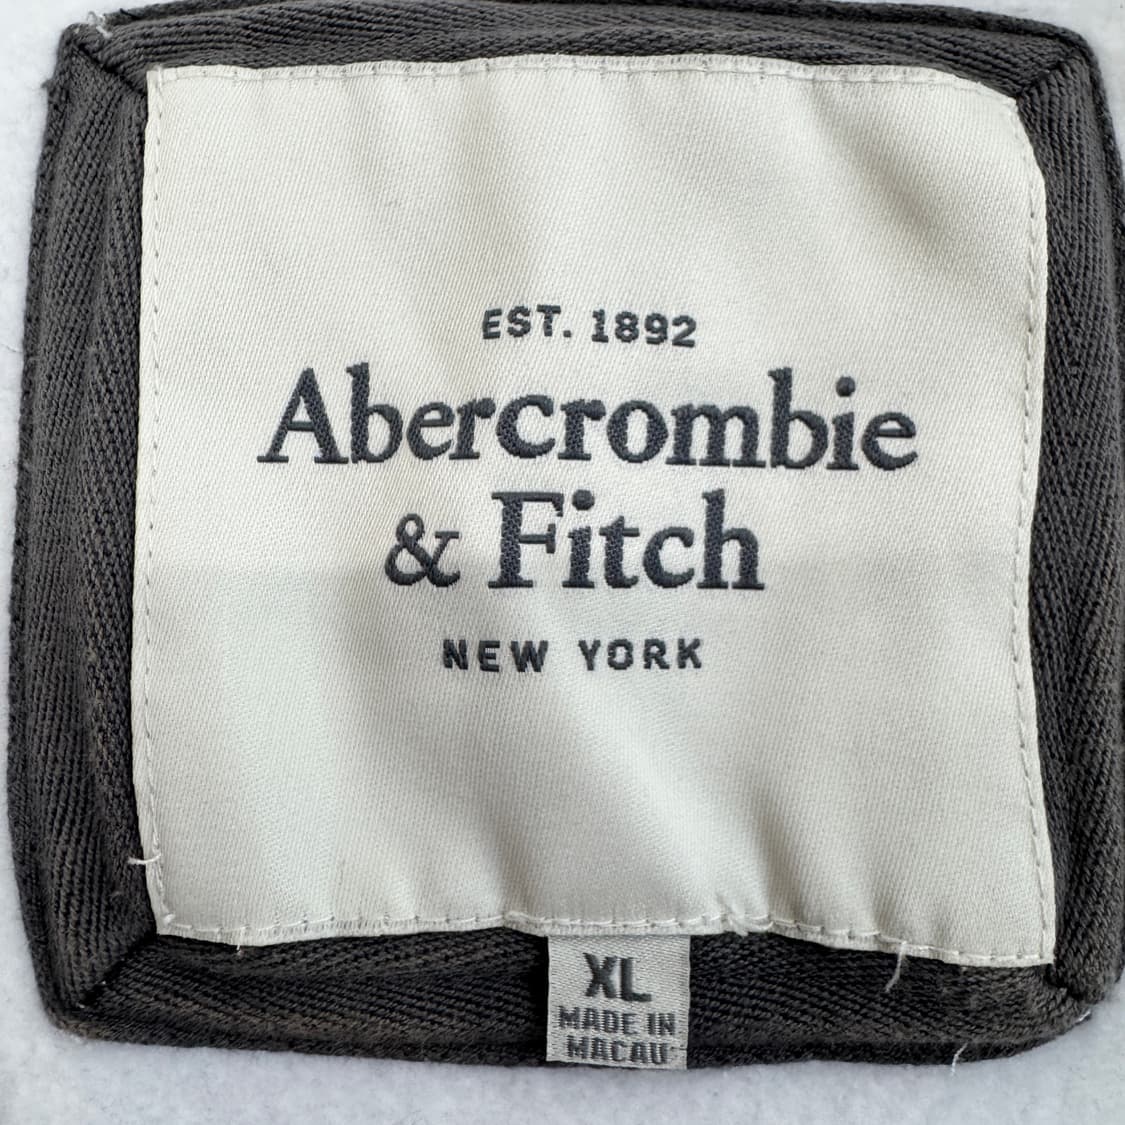 EST. 1892
Abercrombie
& Fitch
NEW YORK
XL
MADE IN
MACAU